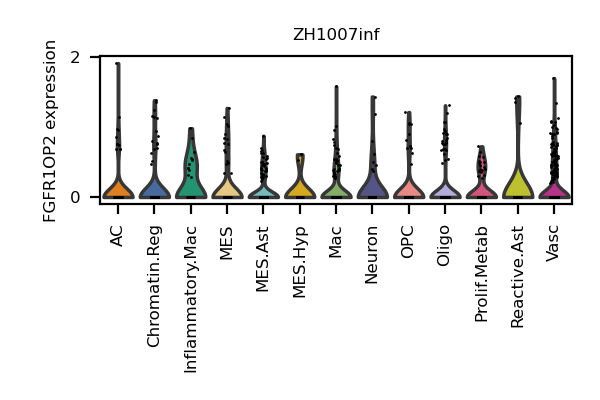 ZH1007inf
FGFR1OP2 expression
2
0
AC
Chromatin.Reg
Inflammatory.Mac
MES
MES.Ast
MES.Hyp
Mac
Neuron
OPC
Oligo
Prolif.Metab
Reactive.Ast
Vasc